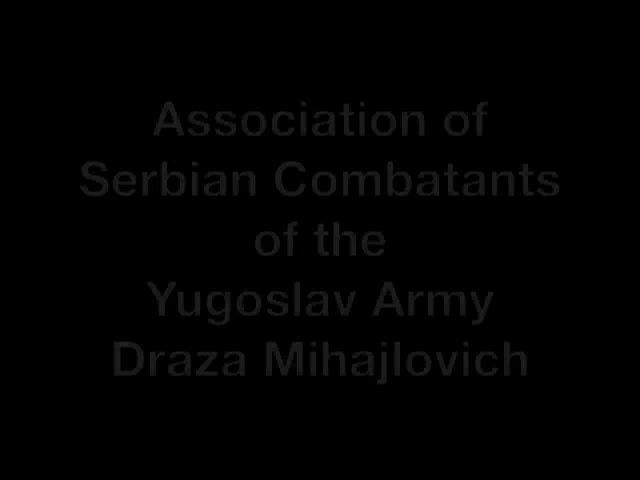 Association of
Serbian Combatants
of the
Yugoslav Army
Draza Mihajlovich